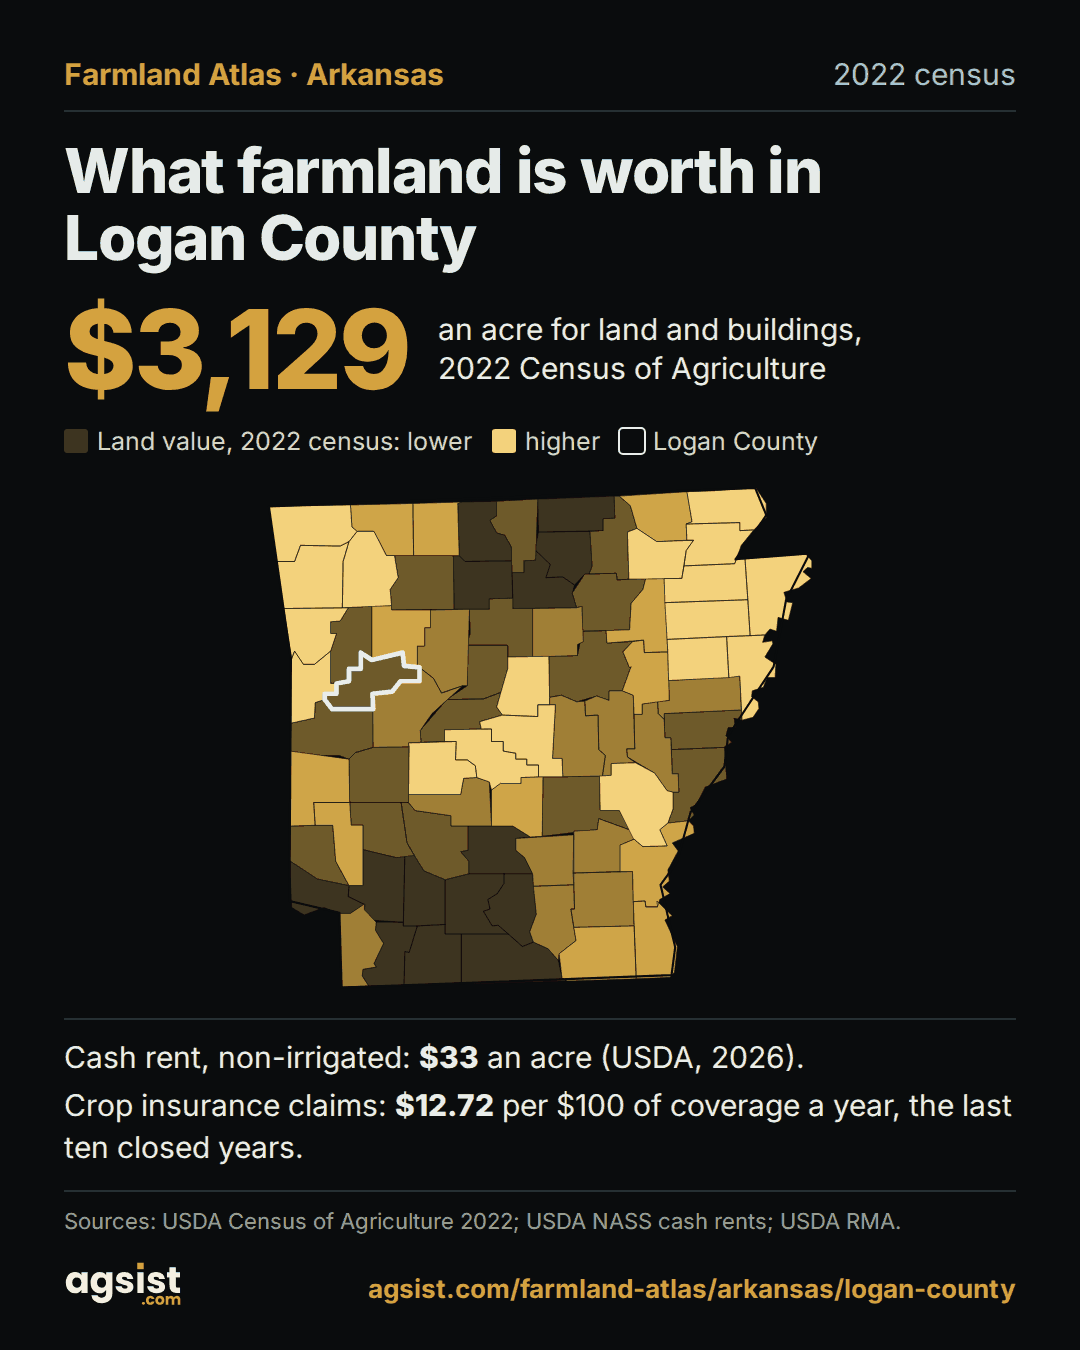 Farmland Atlas · Arkansas
2022 census
What farmland is worth in
Logan County
$3,129
an acre for land and buildings,
2022 Census of Agriculture
Land value, 2022 census: lower
higher
Logan County
Cash rent, non-irrigated: $33 an acre (USDA, 2026).
Crop insurance claims: $12.72 per $100 of coverage a year, the last
ten closed years.
Sources: USDA Census of Agriculture 2022; USDA NASS cash rents; USDA RMA.
agsist
.com
agsist.com/farmland-atlas/arkansas/logan-county